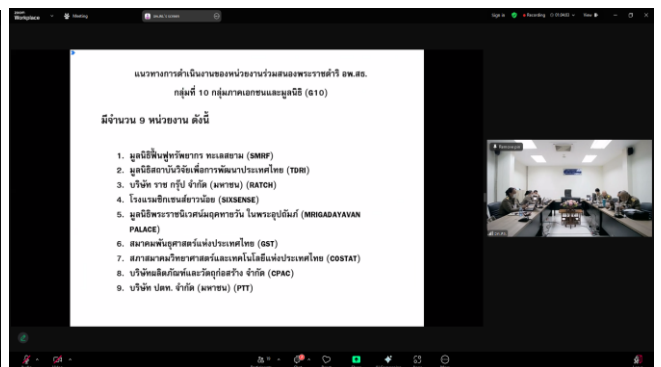 Workplace
Meeting
Sign in
Recording
View
แนวทางการดำเนินงานของหน่วยงานร่วมสนองพระราชดำริ อพ.สธ.
กลุ่มที่ 10 กลุ่มภาคเอกชนและมูลนิธิ (G10)
มีจำนวน 9 หน่วยงาน ดังนี้
1. มูลนิธิฟื้นฟูทรัพยากร ทะเลสยาม (SMRF)
2. มูลนิธิสถาบันวิจัยเพื่อการพัฒนาประเทศไทย (TDRI)
3. บริษัท ราช กรุ๊ป จำกัด (มหาชน) (RATCH)
4. โรงแรมซิกเซนส์ยาวน้อย (SIXSENSE)
5. มูลนิธิพระราชนิเวศน์มฤคทายวัน ในพระอุปถัมภ์ (MRIGADAYAVAN
PALACE)
6. สมาคมพันธุศาสตร์แห่งประเทศไทย (GST)
7. สภาสมาคมวิทยาศาสตร์และเทคโนโลยีแห่งประเทศไทย (COSTAT)
8. บริษัทผลิตภัณฑ์และวัตถุก่อสร้าง จำกัด (CPAC)
9. บริษัท ปตท. จำกัด (มหาชน) (PTT)